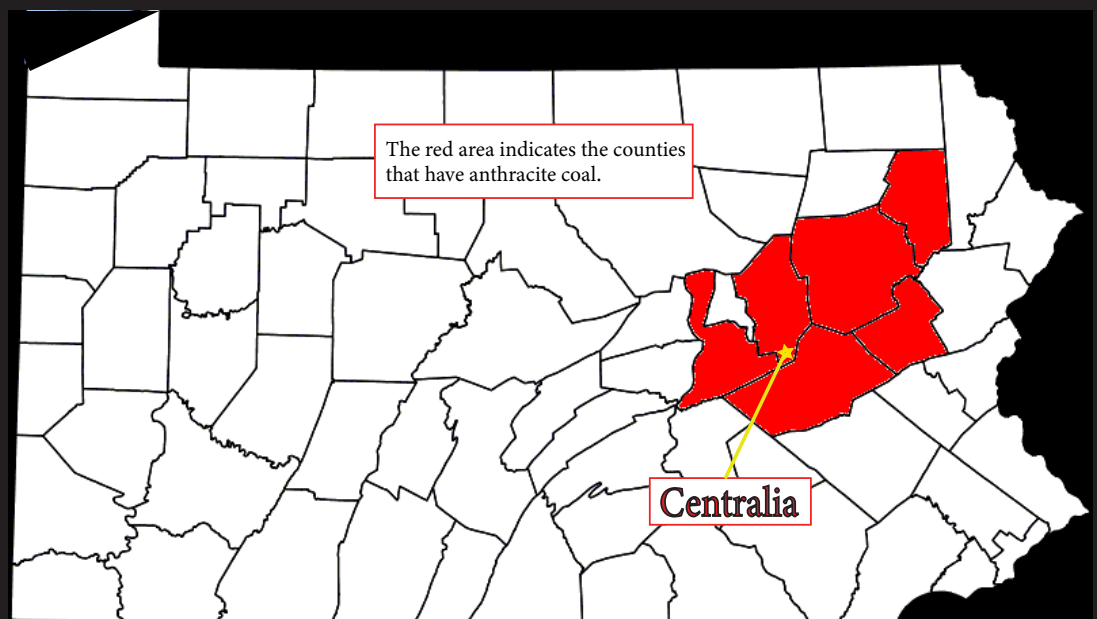 The red area indicates the counties
that have anthracite coal.
Centralia